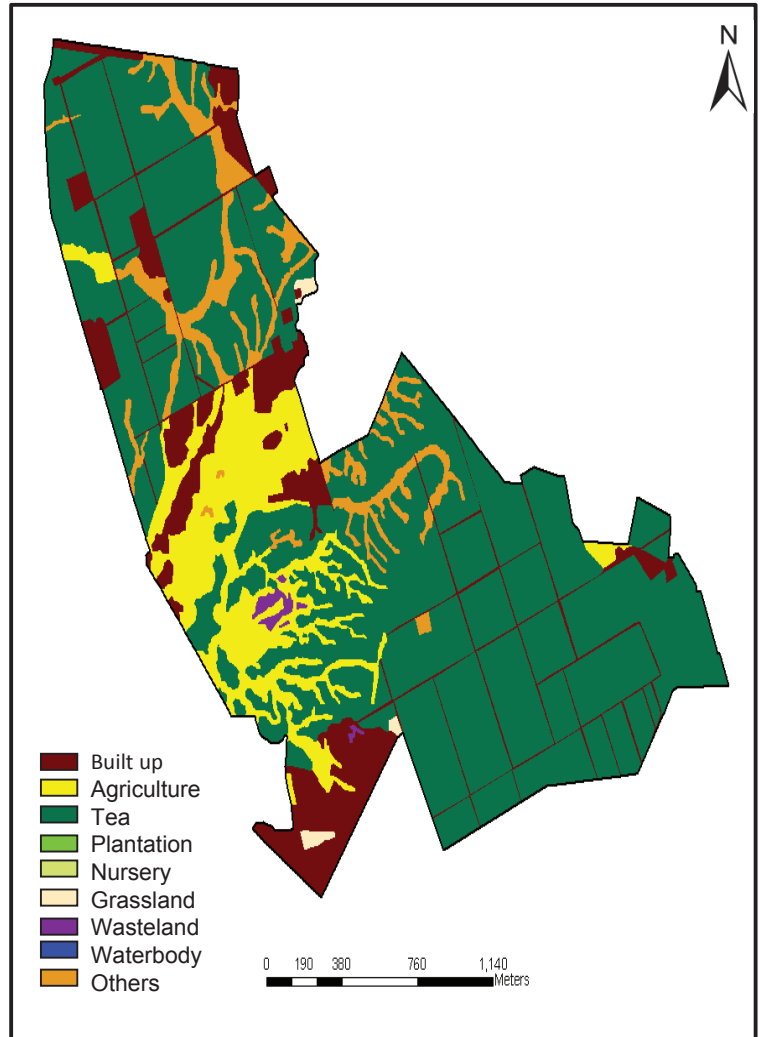 N
Built up
Agriculture
Tea
Plantation
Nursery
Grassland
Wasteland
Waterbody
Others
0 190 380 760 1,140
Meters